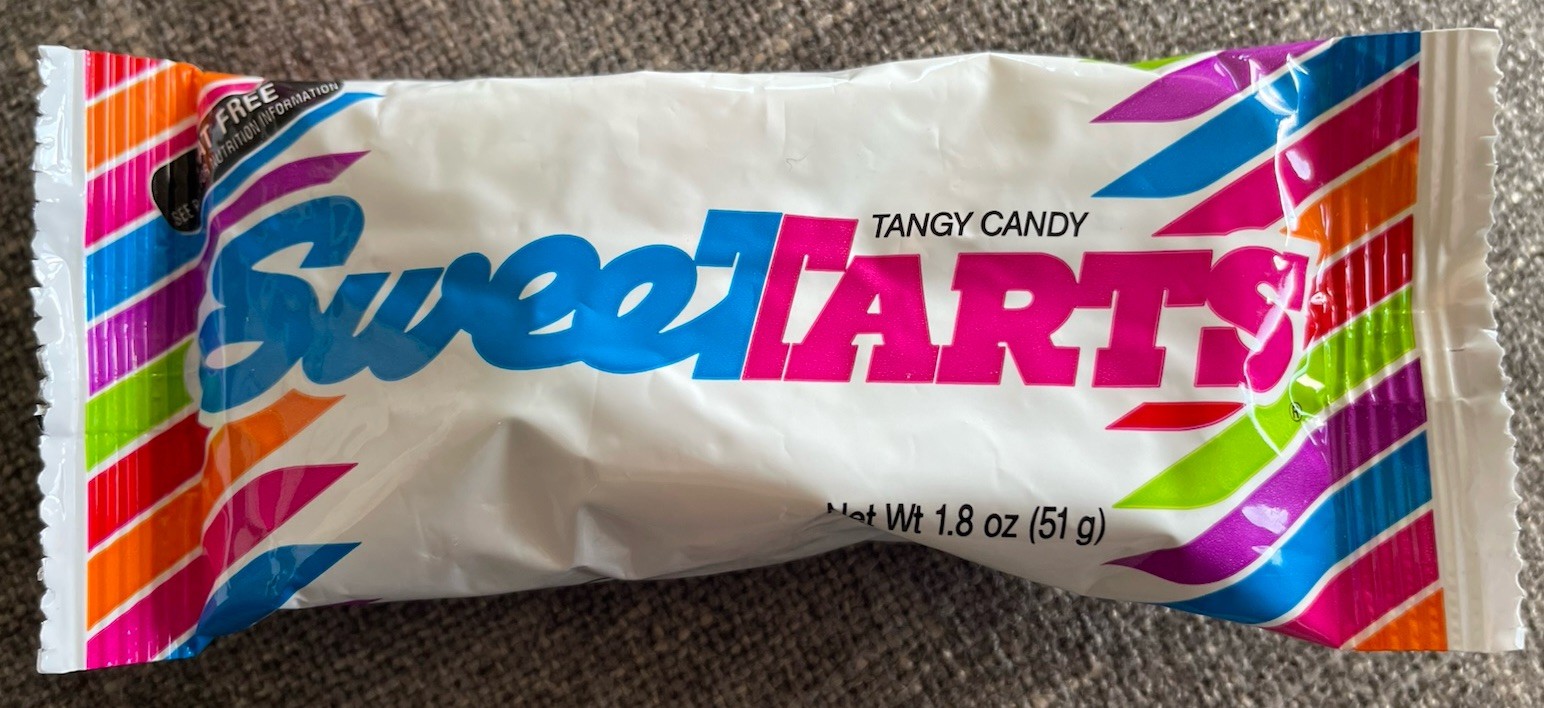 FREE
NUTRITION INFORMATION
SEE
TANGY CANDY
SweeTARTS®
Net Wt 1.8 oz (51 g)